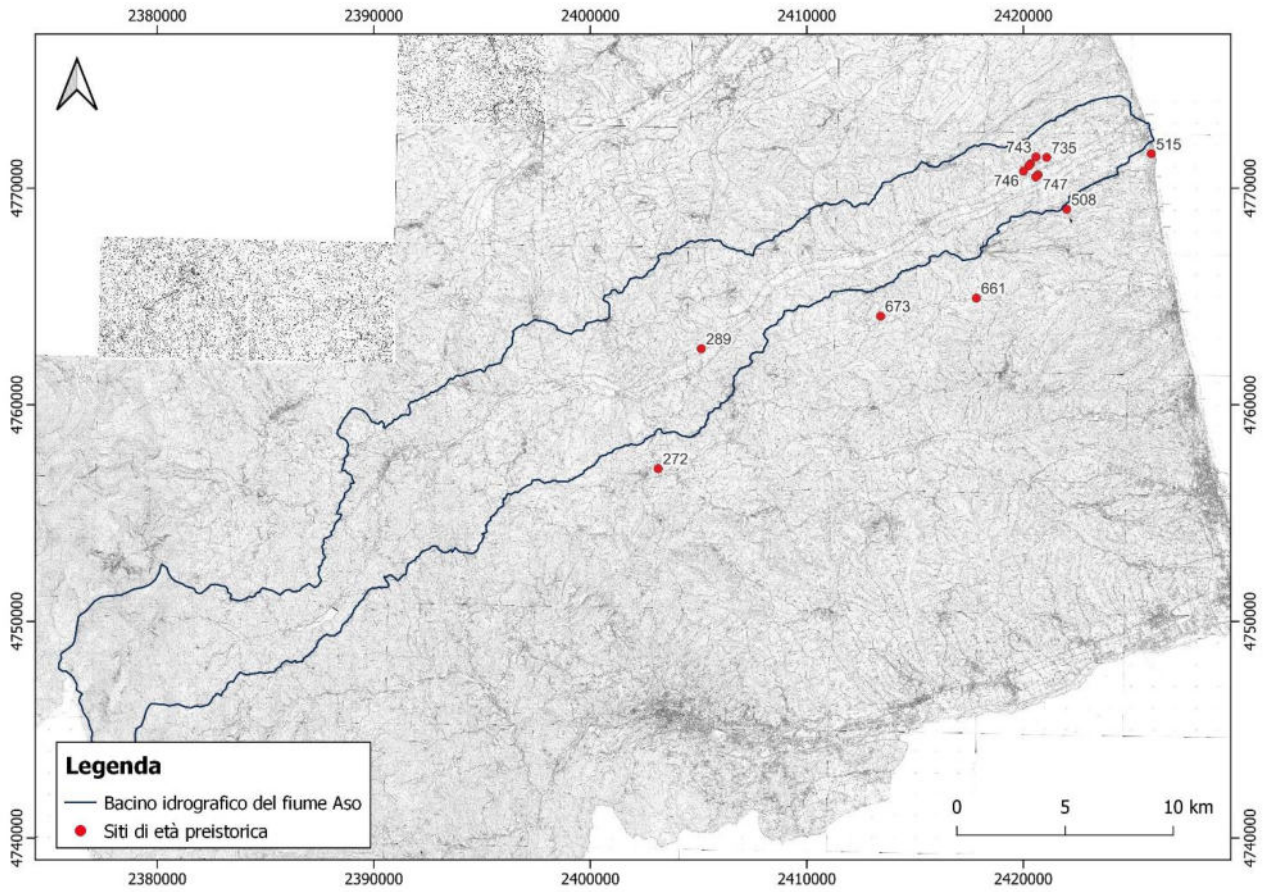 2380000 2390000 2400000 2410000 2420000
743 735 515
4770000 746 747 4770000
508
661
673
289
4760000 4760000
272
4750000 4750000
Legenda
Bacino idrografico del fiume Aso
Siti di età preistorica
0 5 10 km
4740000 4740000
2380000 2390000 2400000 2410000 2420000